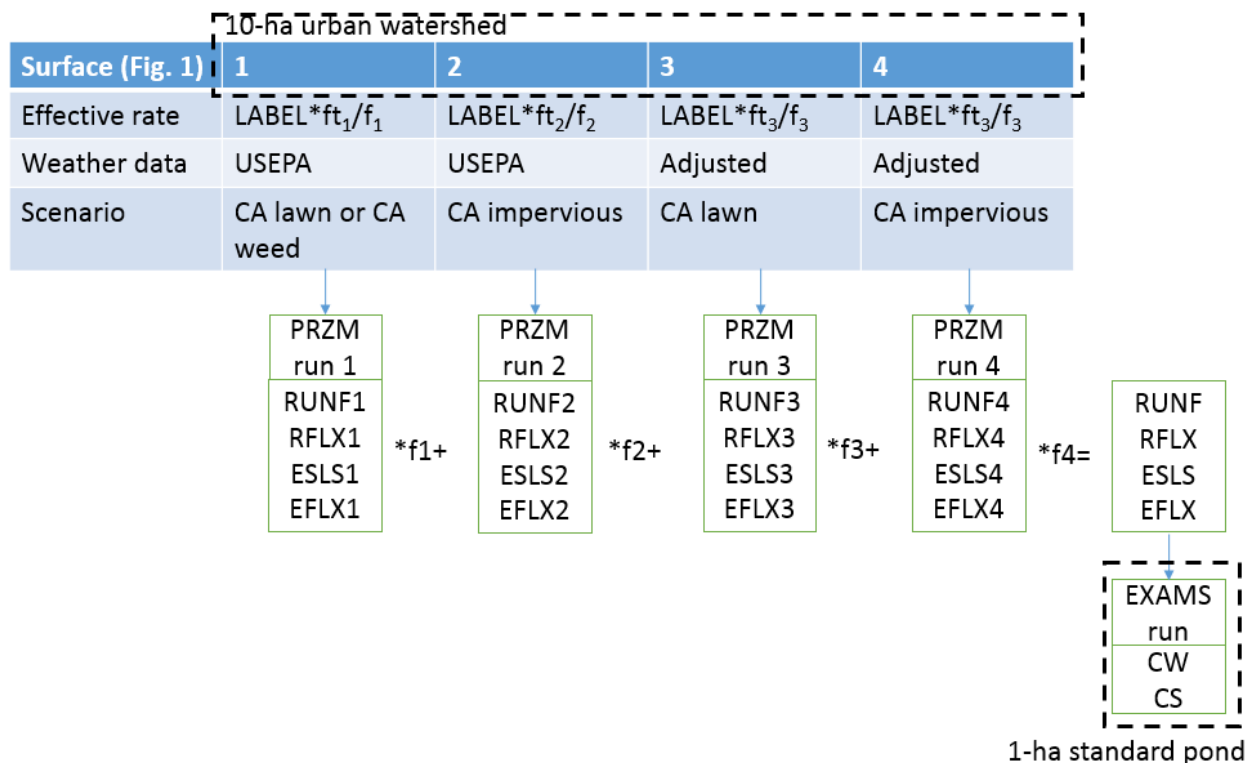 10-ha urban watershed
Surface (Fig. 1) 1 2 3 4
Effective rate LABEL*ft₁/f₁ LABEL*ft₂/f₂ LABEL*ft₃/f₃ LABEL*ft₃/f₃
Weather data USEPA USEPA Adjusted Adjusted
Scenario CA lawn or CA CA impervious CA lawn CA impervious
weed
PRZM PRZM PRZM PRZM
run 1 run 2 run 3 run 4
RUNF1 RUNF2 RUNF3 RUNF4 RUNF
RFLX1 RFLX2 RFLX3 RFLX4 RFLX
*f1+ *f2+ *f3+ *f4=
ESLS1 ESLS2 ESLS3 ESLS4 ESLS
EFLX1 EFLX2 EFLX3 EFLX4 EFLX
EXAMS
run
CW
CS
1-ha standard pond